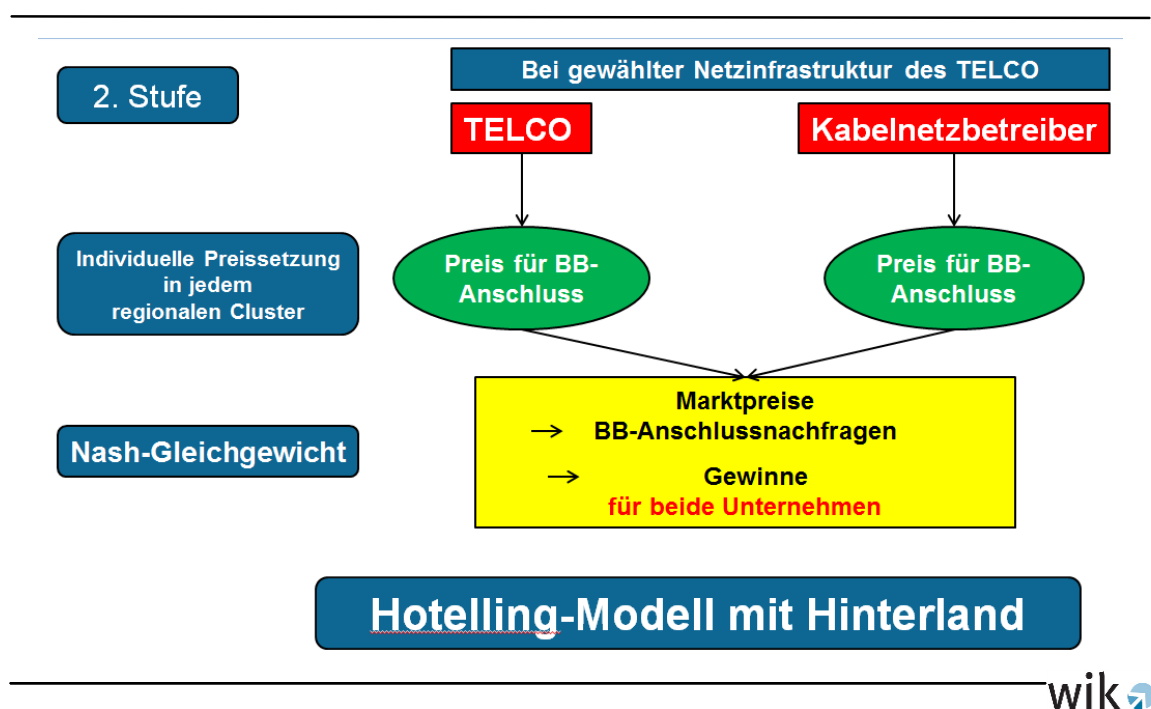 2. Stufe
Bei gewählter Netzinfrastruktur des TELCO
TELCO
Kabelnetzbetreiber
Individuelle Preissetzung
in jedem
regionalen Cluster
Preis für BB-
Anschluss
Preis für BB-
Anschluss
Nash-Gleichgewicht
Marktpreise
→ BB-Anschlussnachfragen
→ Gewinne
für beide Unternehmen
Hotelling-Modell mit Hinterland
wik